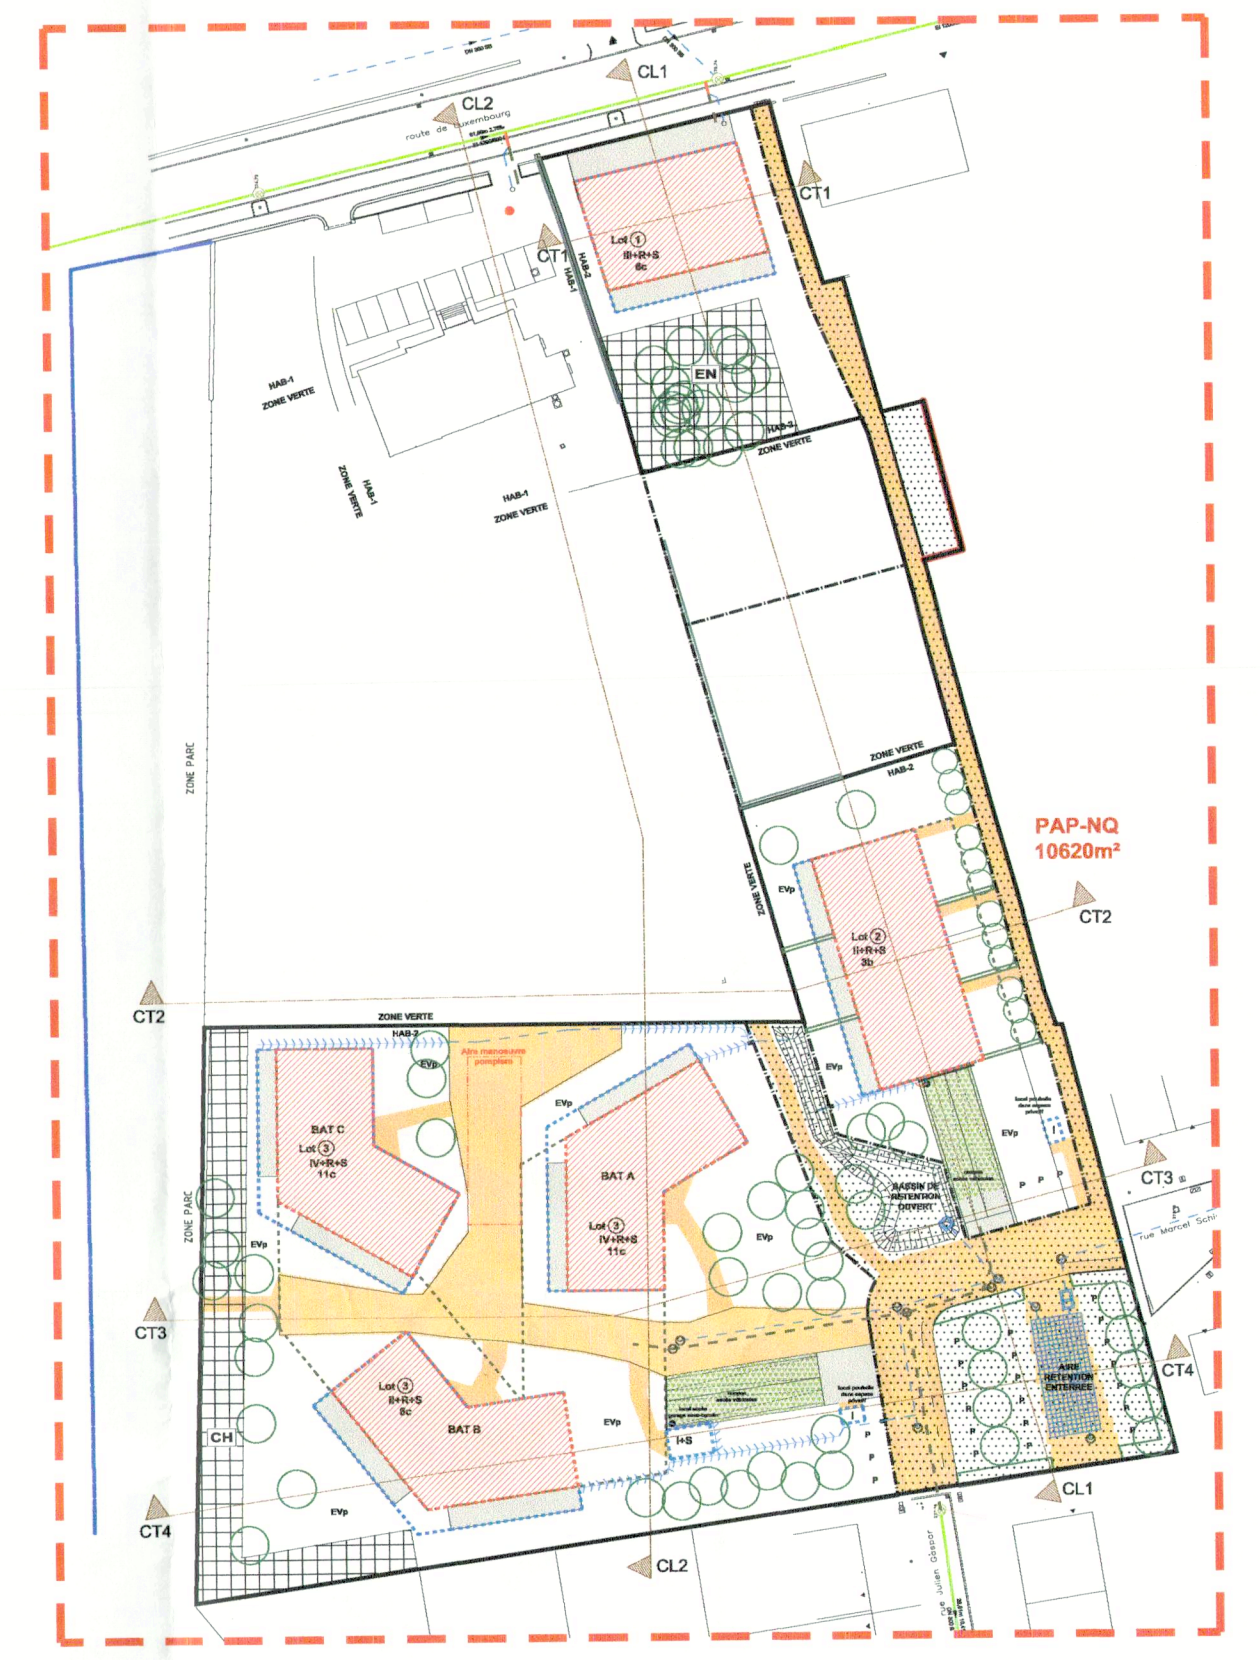 CL1
CL2
route de Luxembourg
CT1
CT1
Lot 1
III+R+S
6c
HAB-2
HAB-1
EN
HAB-1
ZONE VERTE
HAB-1
ZONE VERTE
HAB-1
ZONE VERTE
ZONE VERTE
ZONE PARC
ZONE VERTE
HAB-2
PAP-NQ
10620m²
EVp
ZONE VERTE
CT2
Lot 2
II+R+S
3b
CT2
ZONE VERTE
HAB-2
Aire manoeuvre
pompiers
EVp
EVp
EVp
EVp
BAT C
Lot 3
IV+R+S
11c
BAT A
Lot 3
IV+R+S
11c
BASSIN DE
RETENTION
OUVERT
P P P
CT3
P
rue Marcel Schi
ZONE PARC
EVp
EVp
CT3
CT4
AIRE
RETENTION
ENTERREE
Lot 3
II+R+S
8c
BAT B
EVp
I+S
CH
EVp
CT4
CL1
CL2
rue Julien Gaspar